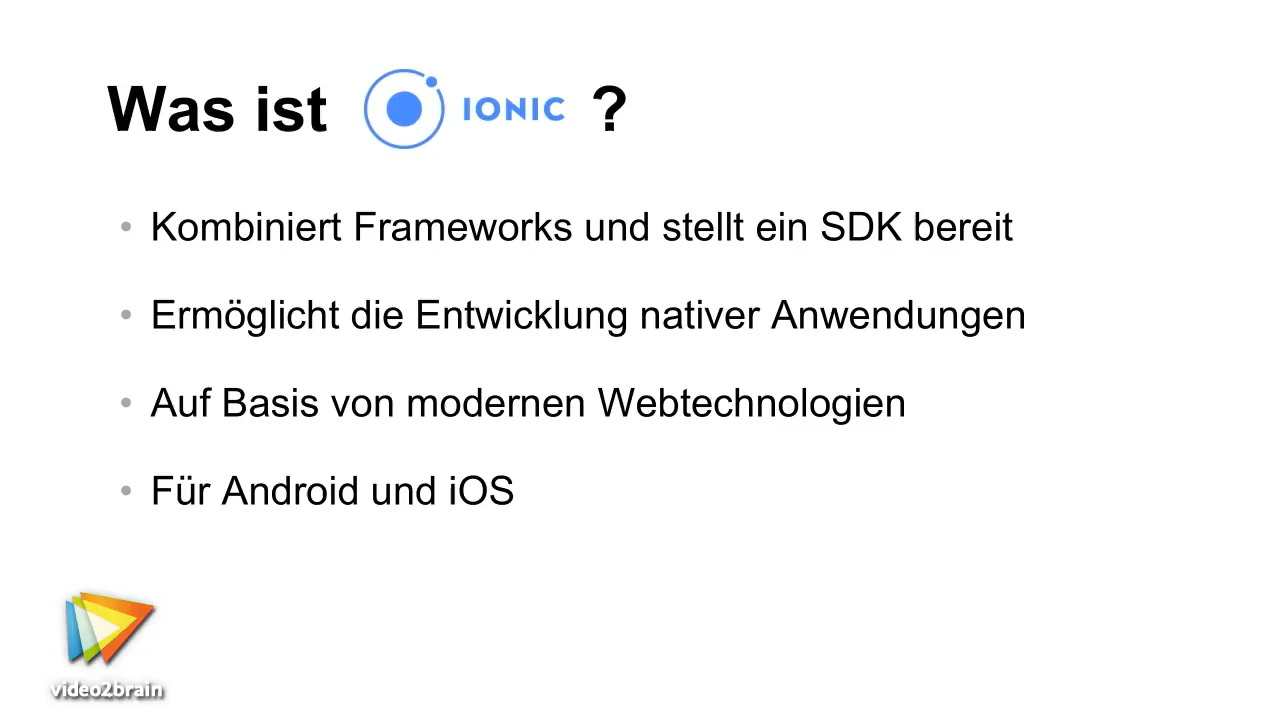 Was ist IONIC ?
• Kombiniert Frameworks und stellt ein SDK bereit
• Ermöglicht die Entwicklung nativer Anwendungen
• Auf Basis von modernen Webtechnologien
• Für Android und iOS
video2brain